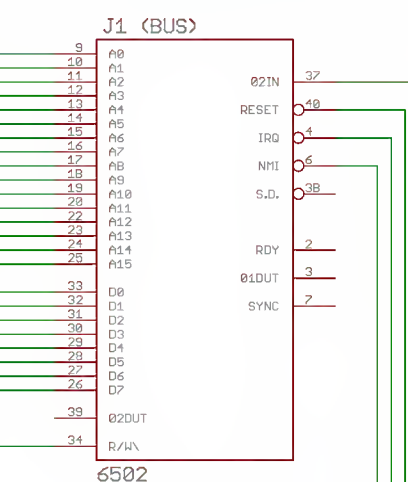 J1 (BUS)
9 A0
10 A1
11 A2
12 A3
13 A4
14 A5
15 A6
16 A7
17 A8
18 A9
19 A10
20 A11
22 A12
23 A13
24 A14
25 A15
33 D0
32 D1
31 D2
30 D3
29 D4
28 D5
27 D6
26 D7
39 02OUT
34 R/W\
02IN 37
RESET 40
IRQ 4
NMI 6
S.O. 38
RDY 2
01OUT 3
SYNC 7
6502